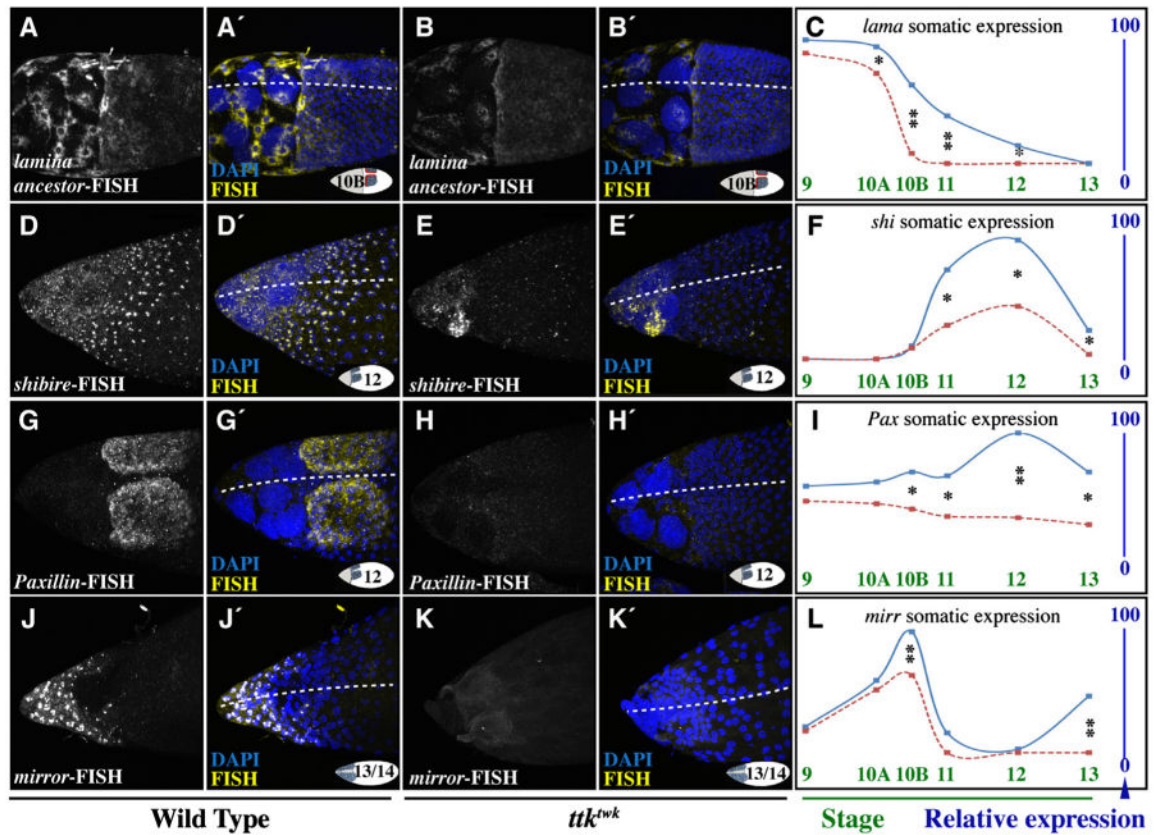 A
A´
B
B´
C
lama somatic expression
100
lamina
ancestor-FISH
DAPI
FISH
10B
lamina
ancestor-FISH
DAPI
FISH
10B
*
**
**
*
9 10A 10B 11 12 13
0
D
D´
E
E´
F
shi somatic expression
100
shibire-FISH
DAPI
FISH
12
shibire-FISH
DAPI
FISH
12
*
*
*
9 10A 10B 11 12 13
0
G
G´
H
H´
I
Pax somatic expression
100
Paxillin-FISH
DAPI
FISH
12
Paxillin-FISH
DAPI
FISH
12
*
*
**
*
9 10A 10B 11 12 13
0
J
J´
K
K´
L
mirr somatic expression
100
mirror-FISH
DAPI
FISH
13/14
mirror-FISH
DAPI
FISH
13/14
**
**
9 10A 10B 11 12 13
0
Wild Type
ttk^twk
Stage
Relative expression